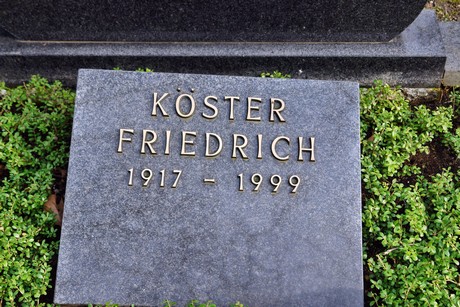 KÖSTER
FRIEDRICH
1917 - 1999